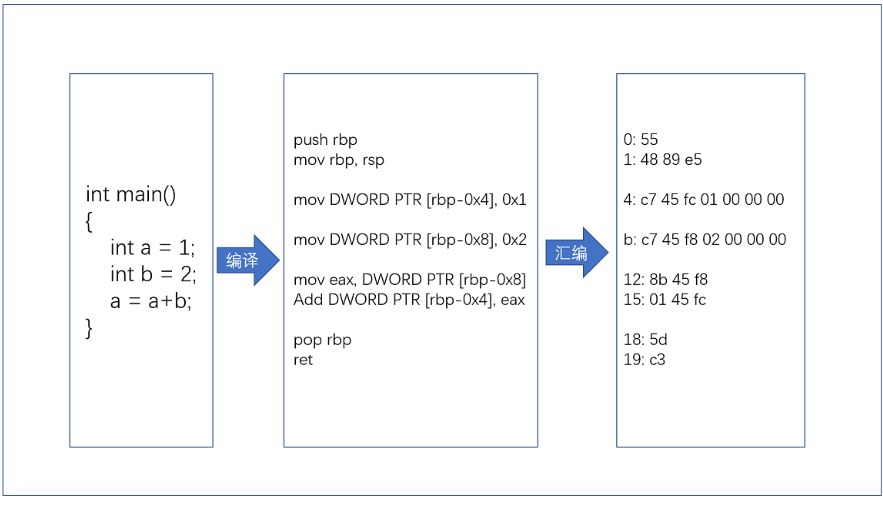 int main()
{
int a = 1;
int b = 2;
a = a+b;
}
编译
push rbp
mov rbp, rsp
mov DWORD PTR [rbp-0x4], 0x1
mov DWORD PTR [rbp-0x8], 0x2
mov eax, DWORD PTR [rbp-0x8]
Add DWORD PTR [rbp-0x4], eax
pop rbp
ret
汇编
0: 55
1: 48 89 e5
4: c7 45 fc 01 00 00 00
b: c7 45 f8 02 00 00 00
12: 8b 45 f8
15: 01 45 fc
18: 5d
19: c3